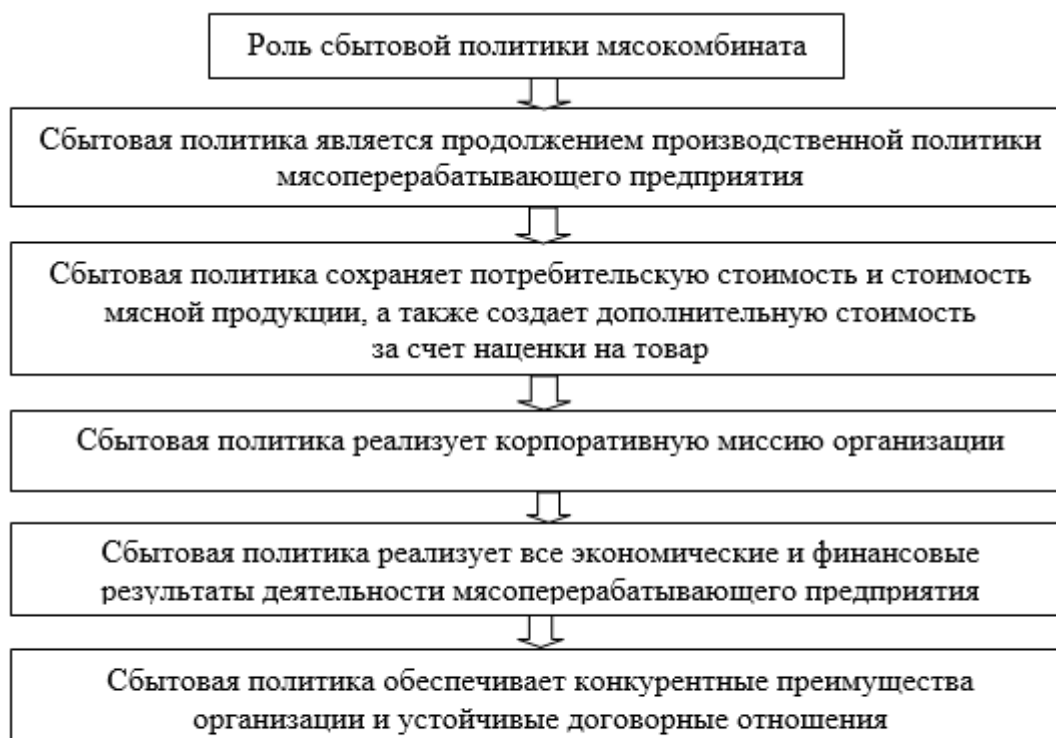 Роль сбытовой политики мясокомбината
Сбытовая политика является продолжением производственной политики
мясоперерабатывающего предприятия
Сбытовая политика сохраняет потребительскую стоимость и стоимость
мясной продукции, а также создает дополнительную стоимость
за счет наценки на товар
Сбытовая политика реализует корпоративную миссию организации
Сбытовая политика реализует все экономические и финансовые
результаты деятельности мясоперерабатывающего предприятия
Сбытовая политика обеспечивает конкурентные преимущества
организации и устойчивые договорные отношения